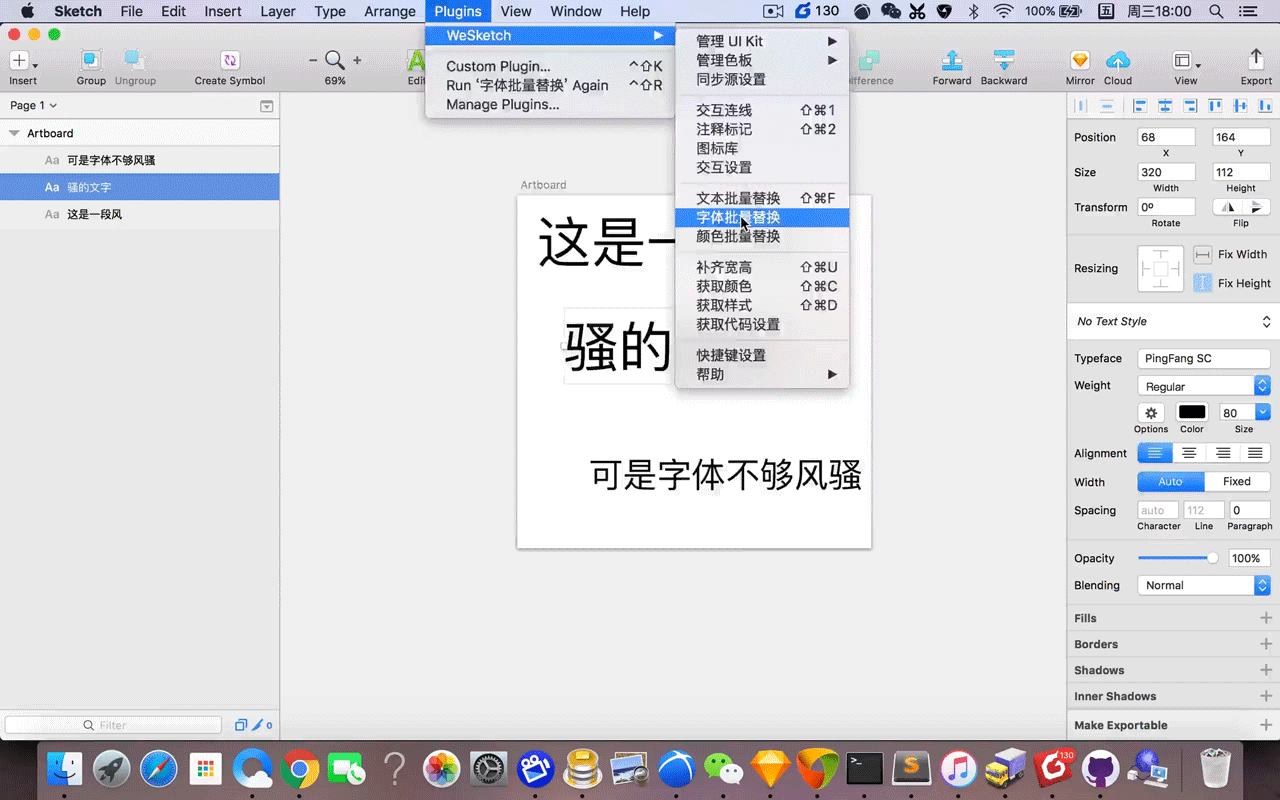 Sketch File Edit Insert Layer Type Arrange Plugins View Window Help 130 100% 五 周三18:00
Insert Group Ungroup Create Symbol 69% Edit Forward Backward Mirror Cloud View Export
WeSketch
Custom Plugin... ^⇧K
Run ‘字体批量替换’ Again ^⇧R
Manage Plugins...
管理 UI Kit
管理色板
同步源设置
交互连线 ⇧⌘1
注释标记 ⇧⌘2
图标库
交互设置
文本批量替换 ⇧⌘F
字体批量替换
颜色批量替换
补齐宽高 ⇧⌘U
获取颜色 ⇧⌘C
获取样式 ⇧⌘D
获取代码设置
快捷键设置
帮助
Page 1
Artboard
Aa 可是字体不够风骚
Aa 骚的文字
Aa 这是一段风
Filter 0
Artboard
这是一
骚的
可是字体不够风骚
Position 68 164
X Y
Size 320 112
Width Height
Transform 0º
Rotate Flip
Resizing Fix Width
Fix Height
No Text Style
Typeface PingFang SC
Weight Regular
80
Options Color Size
Alignment
Width Auto Fixed
Spacing auto 112 0
Character Line Paragraph
Opacity 100%
Blending Normal
Fills
Borders
Shadows
Inner Shadows
Make Exportable
130